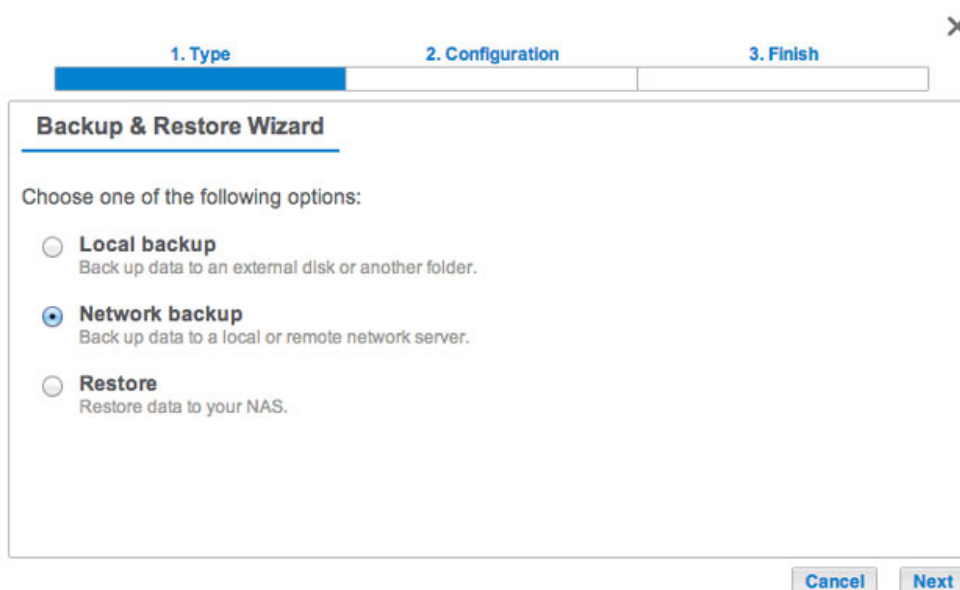 1. Type
2. Configuration
3. Finish
Backup & Restore Wizard
Choose one of the following options:
Local backup
Back up data to an external disk or another folder.
Network backup
Back up data to a local or remote network server.
Restore
Restore data to your NAS.
Cancel
Next